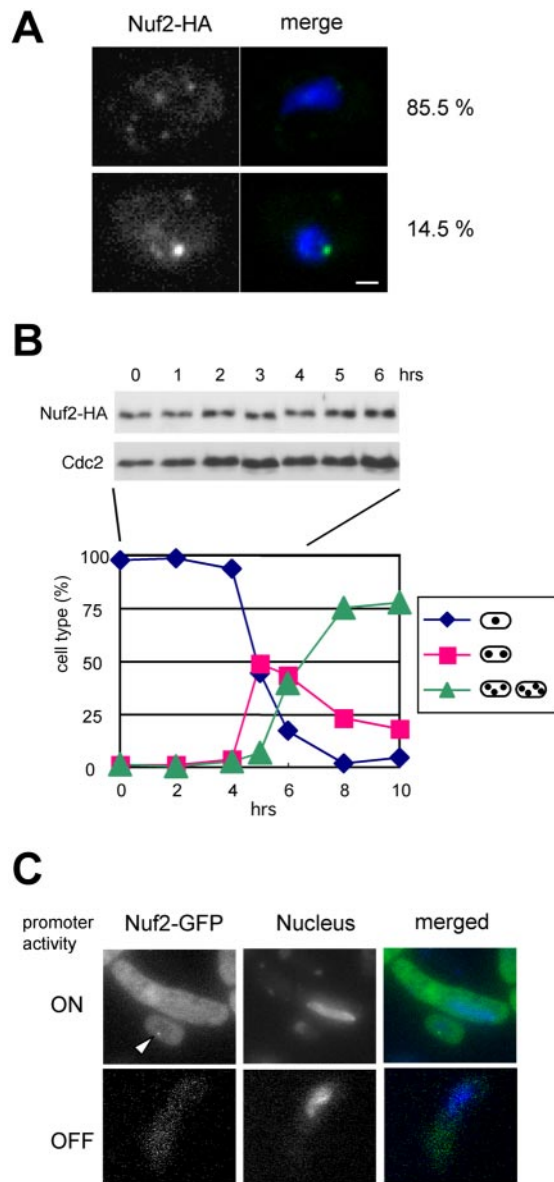 A
Nuf2-HA merge
85.5 %
14.5 %
B
0 1 2 3 4 5 6 hrs
Nuf2-HA
Cdc2
100
75
50
25
0
cell type (%)
0 2 4 6 8 10
hrs
C
promoter
activity
Nuf2-GFP Nucleus merged
ON
OFF